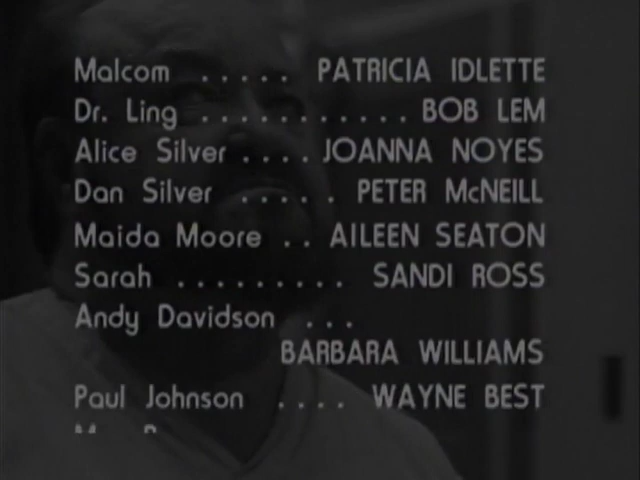 Malcom ..... PATRICIA IDLETTE
Dr. Ling ........... BOB LEM
Alice Silver .... JOANNA NOYES
Dan Silver ..... PETER McNEILL
Maida Moore .. AILEEN SEATON
Sarah ......... SANDI ROSS
Andy Davidson ...
BARBARA WILLIAMS
Paul Johnson .... WAYNE BEST